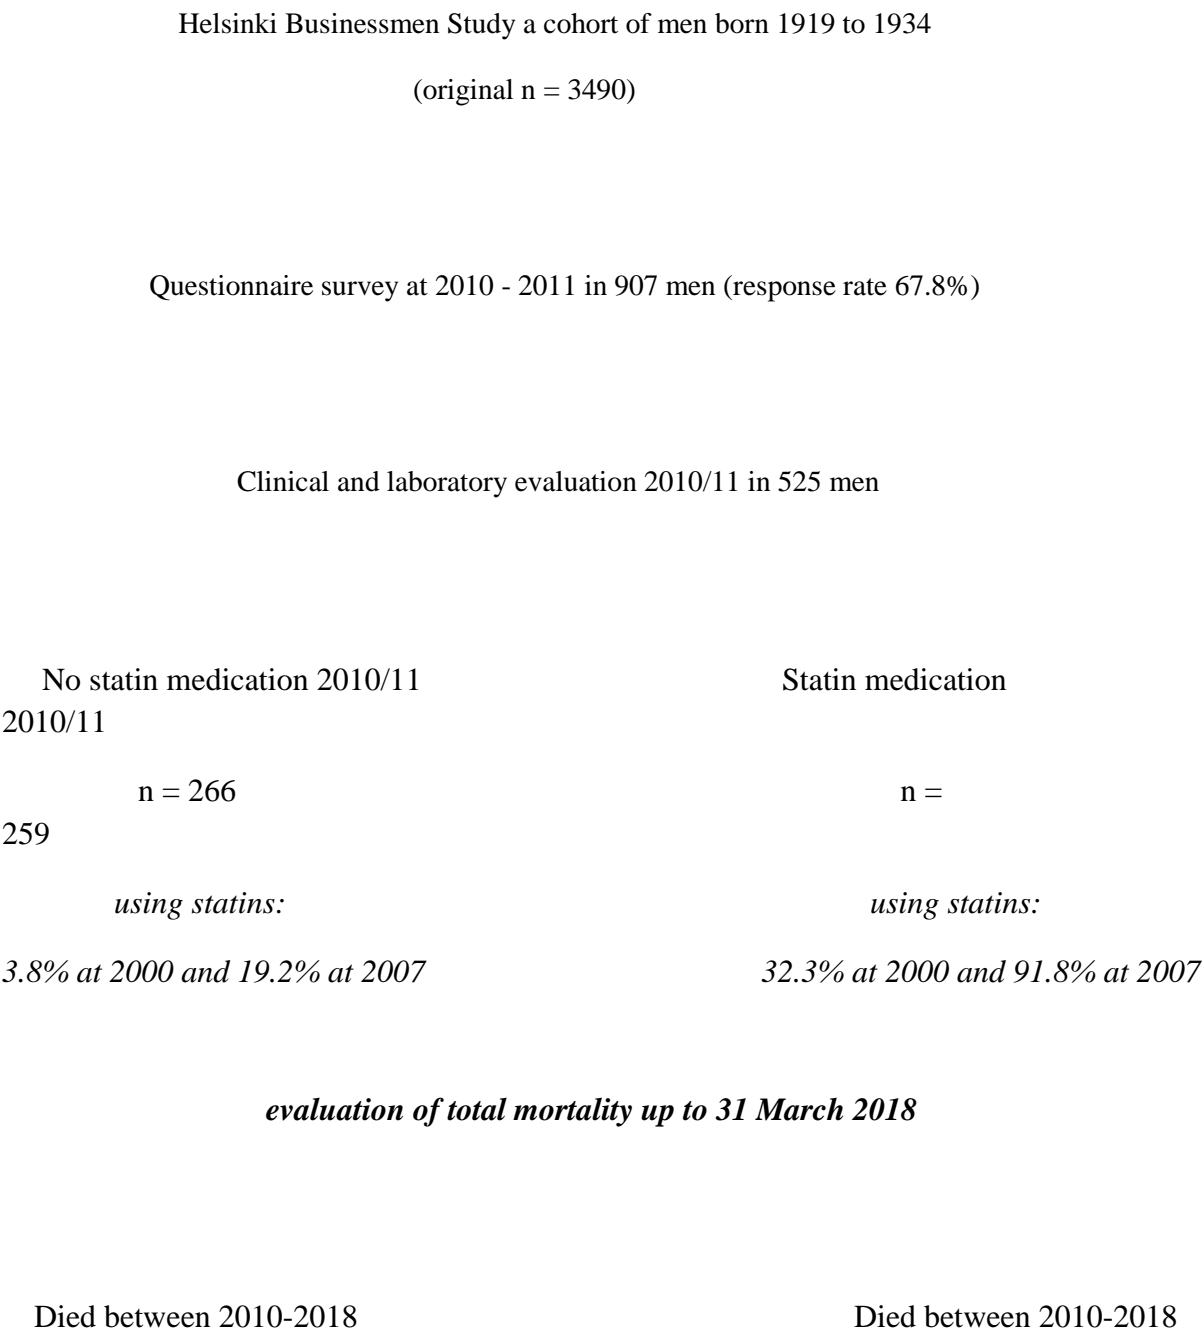 Helsinki Businessmen Study a cohort of men born 1919 to 1934
(original n = 3490)
Questionnaire survey at 2010 - 2011 in 907 men (response rate 67.8%)
Clinical and laboratory evaluation 2010/11 in 525 men
No statin medication 2010/11 Statin medication
2010/11
n = 266 n =
259
using statins: using statins:
3.8% at 2000 and 19.2% at 2007 32.3% at 2000 and 91.8% at 2007
evaluation of total mortality up to 31 March 2018
Died between 2010-2018 Died between 2010-2018